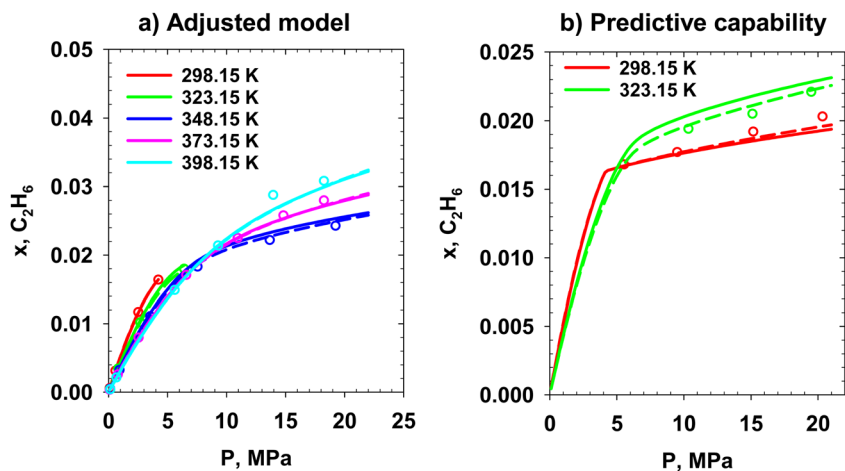 a) Adjusted model
0.05
0.04
0.03
0.02
0.01
0.00
x, C₂H₆
298.15 K
323.15 K
348.15 K
373.15 K
398.15 K
0 5 10 15 20 25
P, MPa
b) Predictive capability
0.025
0.020
0.015
0.010
0.005
0.000
x, C₂H₆
298.15 K
323.15 K
0 5 10 15 20
P, MPa